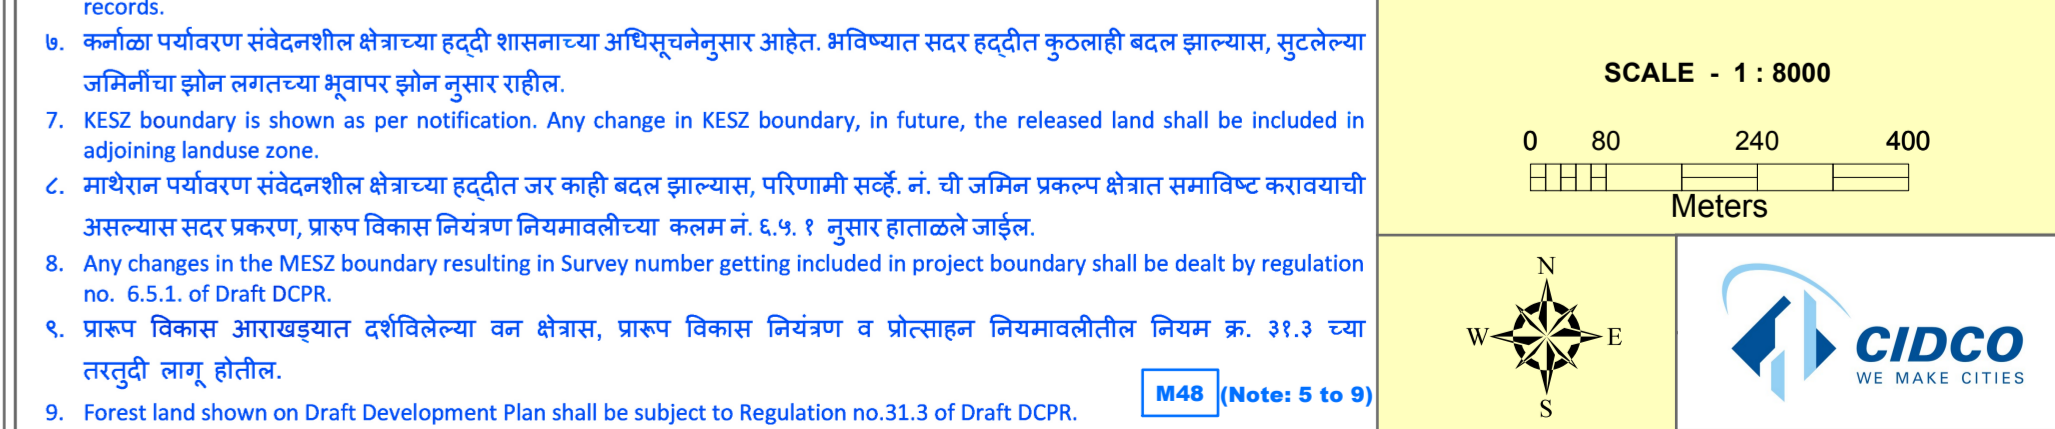 records.
७. कर्नाळा पर्यावरण संवेदनशील क्षेत्राच्या हद्दी शासनाच्या अधिसूचनेनुसार आहेत. भविष्यात सदर हद्दीत कुठलाही बदल झाल्यास, सुटलेल्या
जमिनींचा झोन लगतच्या भूवापर झोन नुसार राहील.
7. KESZ boundary is shown as per notification. Any change in KESZ boundary, in future, the released land shall be included in
adjoining landuse zone.
८. माथेरान पर्यावरण संवेदनशील क्षेत्राच्या हद्दीत जर काही बदल झाल्यास, परिणामी सर्व्हे. नं. ची जमिन प्रकल्प क्षेत्रात समाविष्ट करावयाची
असल्यास सदर प्रकरण, प्रारुप विकास नियंत्रण नियमावलीच्या कलम नं. ६.५. १ नुसार हाताळले जाईल.
8. Any changes in the MESZ boundary resulting in Survey number getting included in project boundary shall be dealt by regulation
no. 6.5.1. of Draft DCPR.
९. प्रारूप विकास आराखड्यात दर्शविलेल्या वन क्षेत्रास, प्रारूप विकास नियंत्रण व प्रोत्साहन नियमावलीतील नियम क्र. ३१.३ च्या
तरतुदी लागू होतील.
9. Forest land shown on Draft Development Plan shall be subject to Regulation no.31.3 of Draft DCPR.
M48 (Note: 5 to 9)
SCALE - 1 : 8000
0 80 240 400
Meters
N
W E
S
CIDCO
WE MAKE CITIES